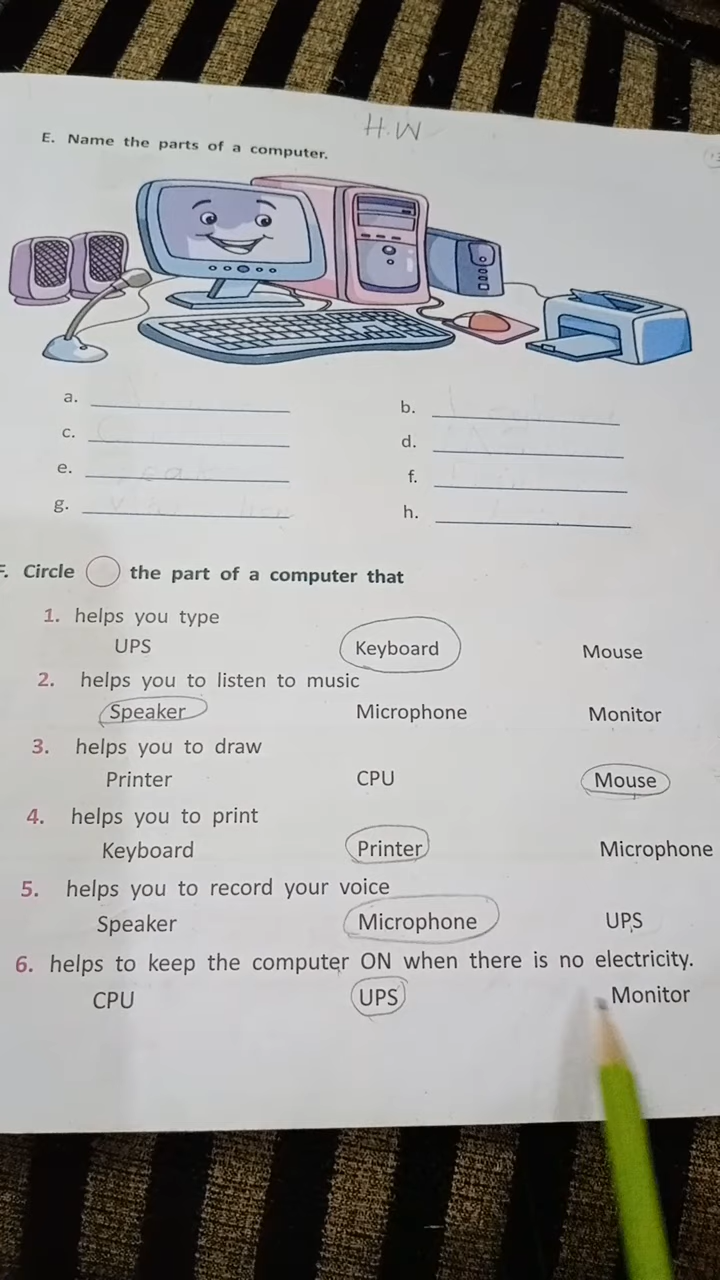 H.W
E. Name the parts of a computer.
a. b.
c. d.
e. f.
g. h.
F. Circle the part of a computer that
1. helps you type
UPS Keyboard Mouse
2. helps you to listen to music
Speaker Microphone Monitor
3. helps you to draw
Printer CPU Mouse
4. helps you to print
Keyboard Printer Microphone
5. helps you to record your voice
Speaker Microphone UPS
6. helps to keep the computer ON when there is no electricity.
CPU UPS Monitor